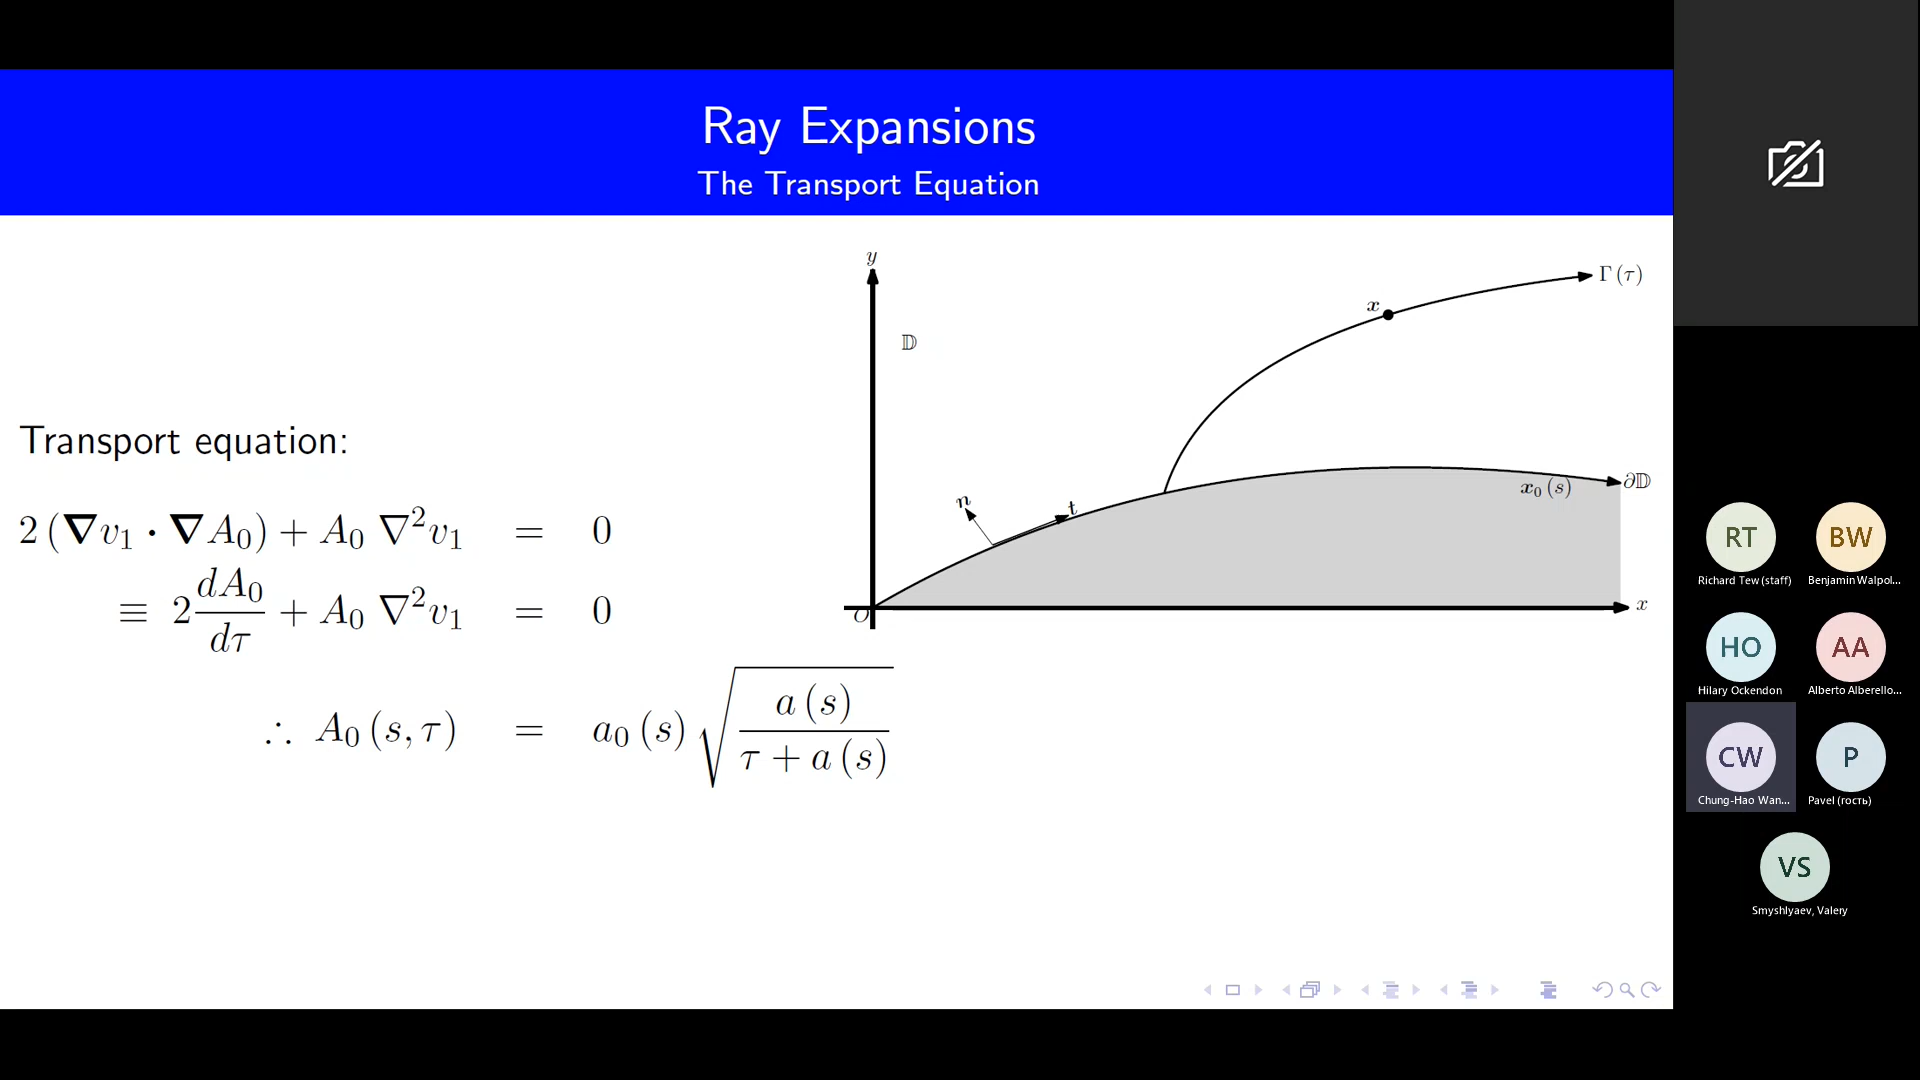 Ray Expansions
The Transport Equation
Transport equation:
2 (∇v₁ · ∇A₀) + A₀ ∇²v₁ = 0
≡ 2 dA₀/dτ + A₀ ∇²v₁ = 0
∴ A₀ (s, τ) = a₀ (s) √(a (s) / (τ + a (s)))
y
Γ (τ)
x
𝔻
n
t
x₀ (s)
∂𝔻
O
x
RT
BW
Richard Tew (staff)
Benjamin Walpol...
HO
AA
Hilary Ockendon
Alberto Alberello...
CW
P
Chung-Hao Wan...
Pavel (гость)
VS
Smyshlyaev, Valery